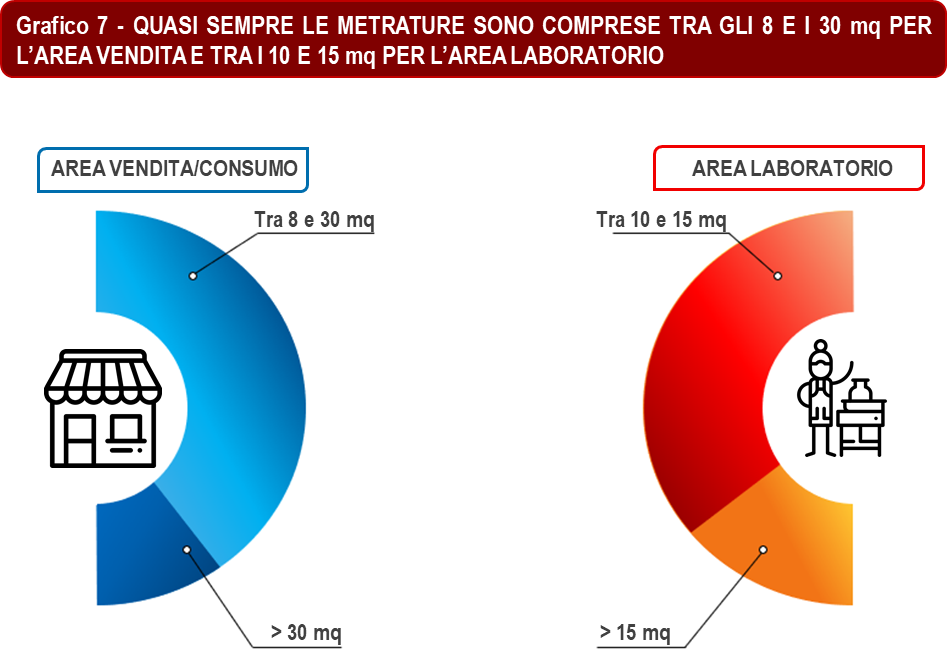 Grafico 7 - QUASI SEMPRE LE METRATURE SONO COMPRESE TRA GLI 8 E I 30 mq PER
L’AREA VENDITA E TRA I 10 E 15 mq PER L’AREA LABORATORIO
AREA VENDITA/CONSUMO
AREA LABORATORIO
Tra 8 e 30 mq
Tra 10 e 15 mq
> 30 mq
> 15 mq